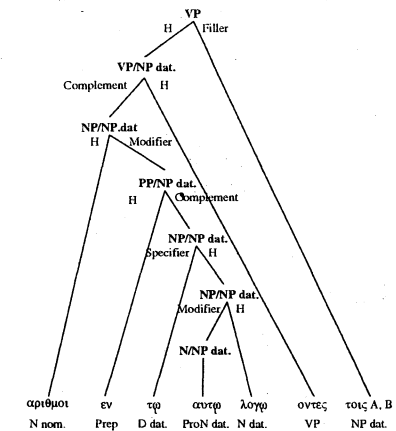 VP
H Filler
VP/NP dat.
Complement H
NP/NP.dat
H Modifier
PP/NP dat.
H Complement
NP/NP dat.
Specifier H
NP/NP dat.
Modifier H
N/NP dat.
αριθμοι εν τω αυτω λογω οντες τοις A, B
N nom. Prep D dat. ProN dat. N dat. VP NP dat.